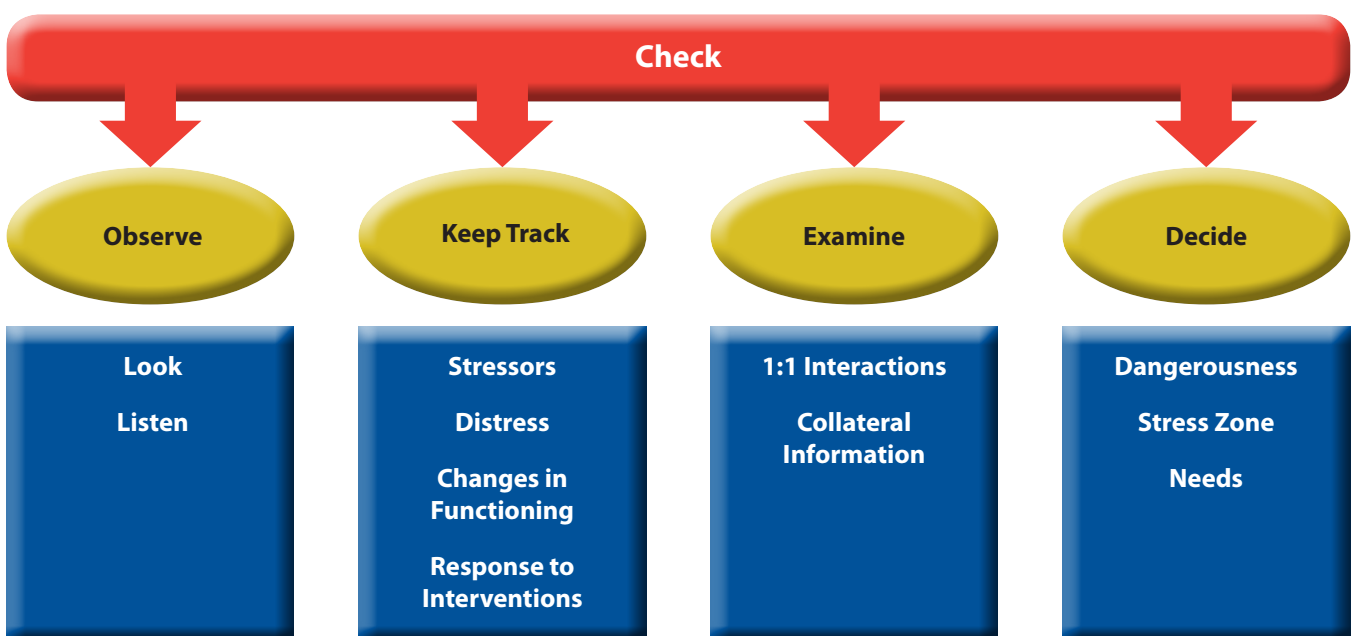 Check
Observe
Keep Track
Examine
Decide
Look
Listen
Stressors
Distress
Changes in
Functioning
Response to
Interventions
1:1 Interactions
Collateral
Information
Dangerousness
Stress Zone
Needs